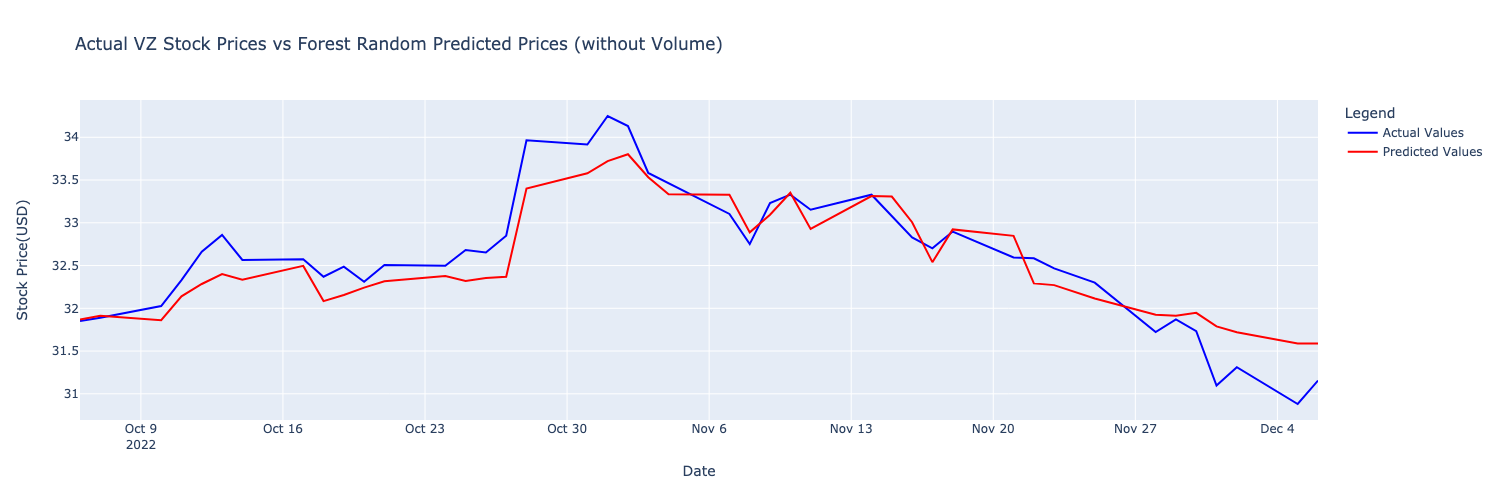 Actual VZ Stock Prices vs Forest Random Predicted Prices (without Volume)
Legend
Actual Values
Predicted Values
Stock Price(USD)
34
33.5
33
32.5
32
31.5
31
Oct 9
2022
Oct 16
Oct 23
Oct 30
Nov 6
Nov 13
Nov 20
Nov 27
Dec 4
Date